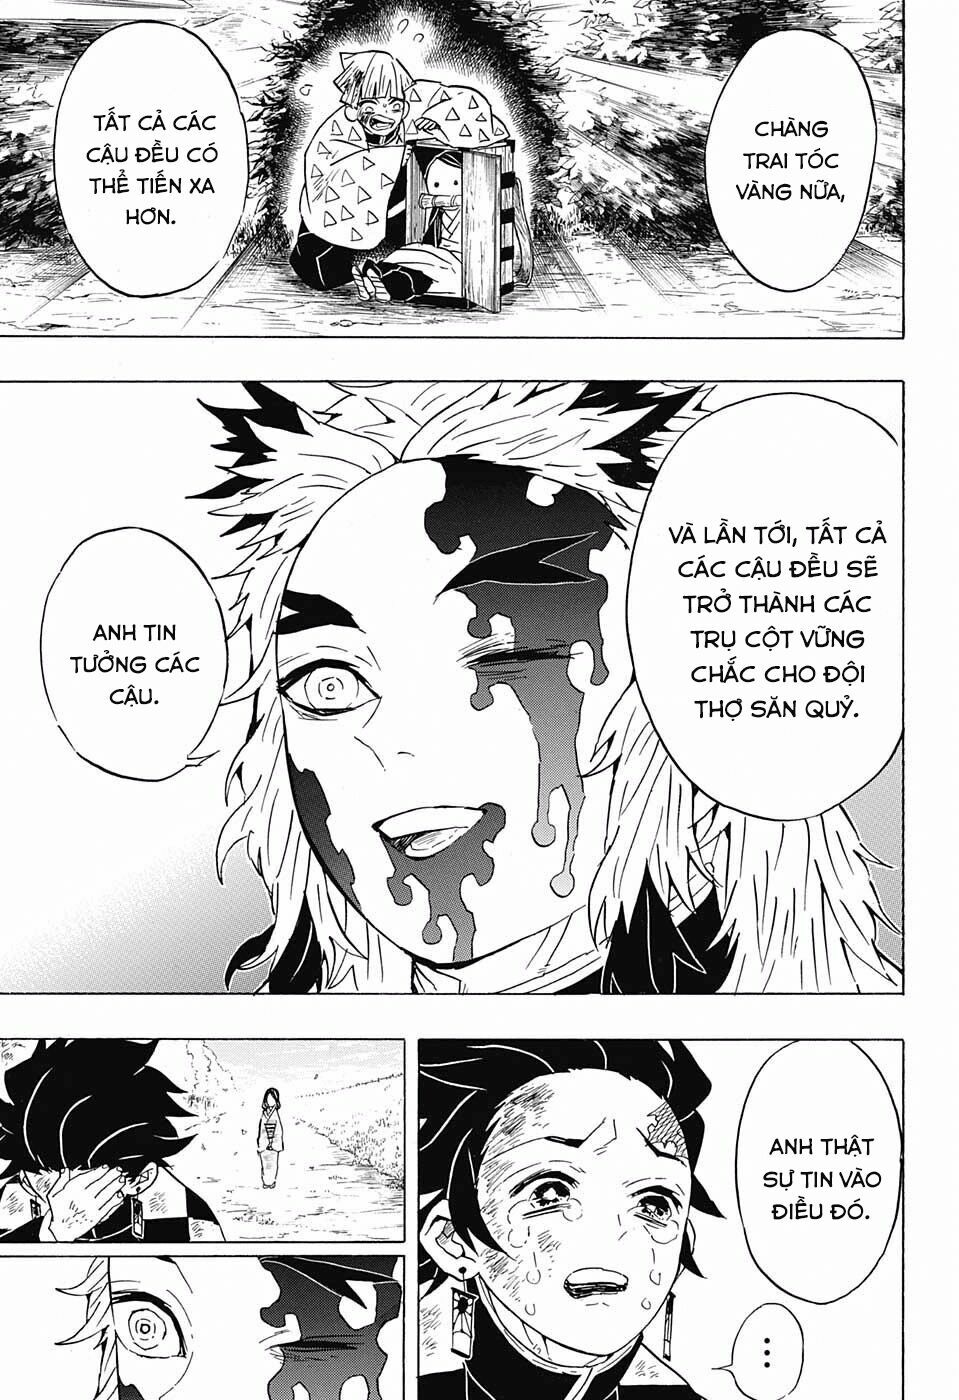 CHÀNG
TRAI TÓC
VÀNG NỮA,
TẤT CẢ CÁC
CẬU ĐỀU CÓ
THỂ TIẾN XA
HƠN.
VÀ LẦN TỚI, TẤT CẢ
CÁC CẬU ĐỀU SẼ
TRỞ THÀNH CÁC
TRỤ CỘT VỮNG
CHẮC CHO ĐỘI
THỢ SĂN QUỶ.
ANH TIN
TƯỞNG CÁC
CẬU.
ANH THẬT
SỰ TIN VÀO
ĐIỀU ĐÓ.
...